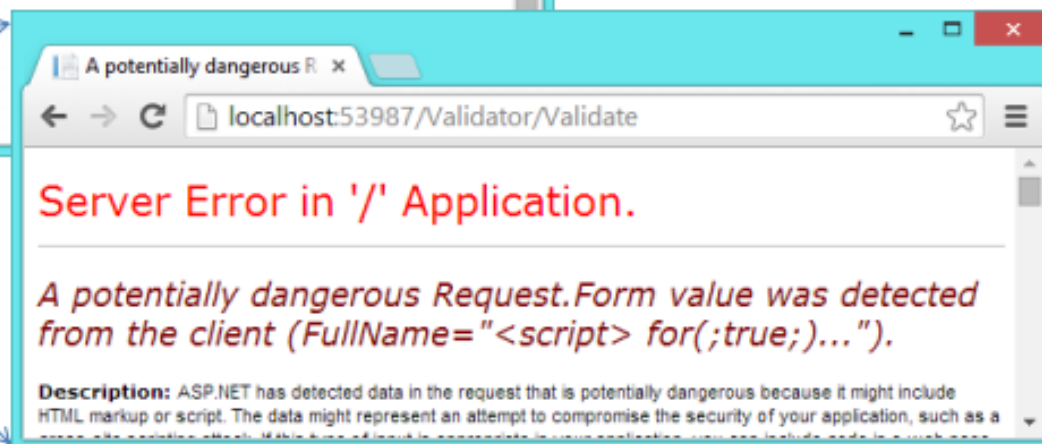 A potentially dangerous R
localhost:53987/Validator/Validate
Server Error in '/' Application.
A potentially dangerous Request.Form value was detected
from the client (FullName="<script> for(;true;)...").
Description: ASP.NET has detected data in the request that is potentially dangerous because it might include
HTML markup or script. The data might represent an attempt to compromise the security of your application, such as a